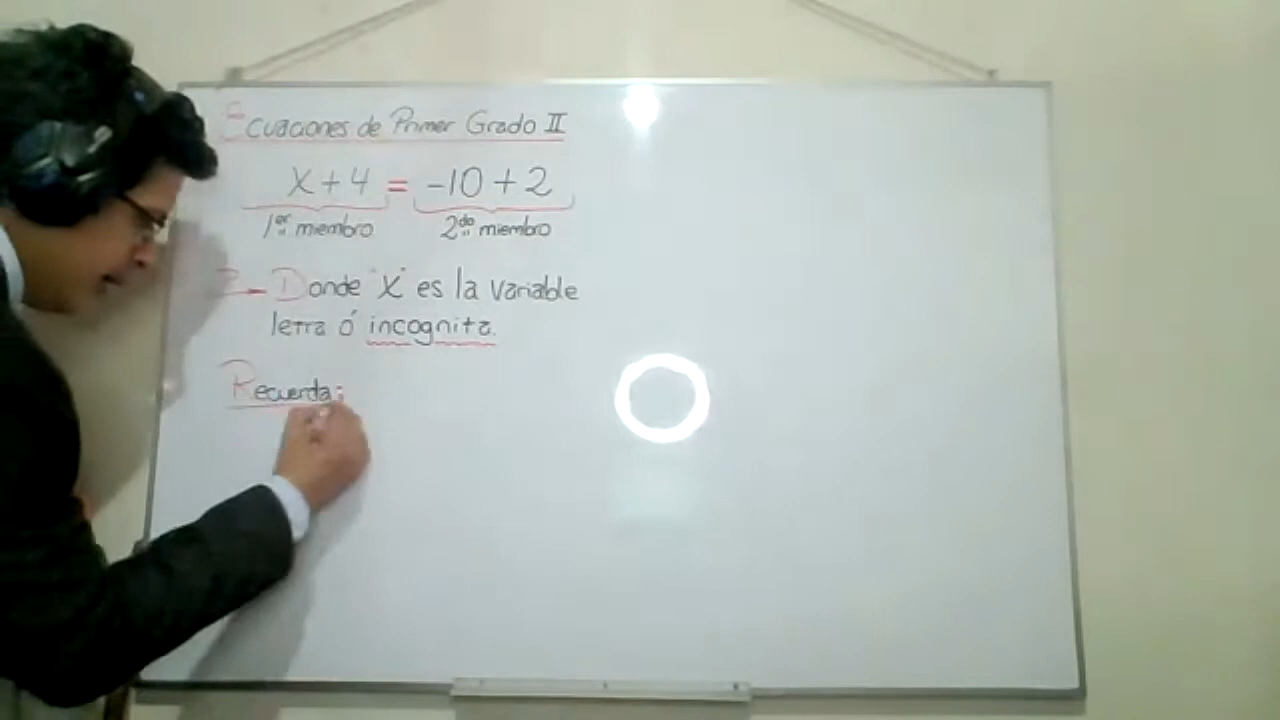 Ecuaciones de Primer Grado II
X + 4 = -10 + 2
1er miembro 2do miembro
Donde "X" es la variable
letra ó incognita.
Recuerda: